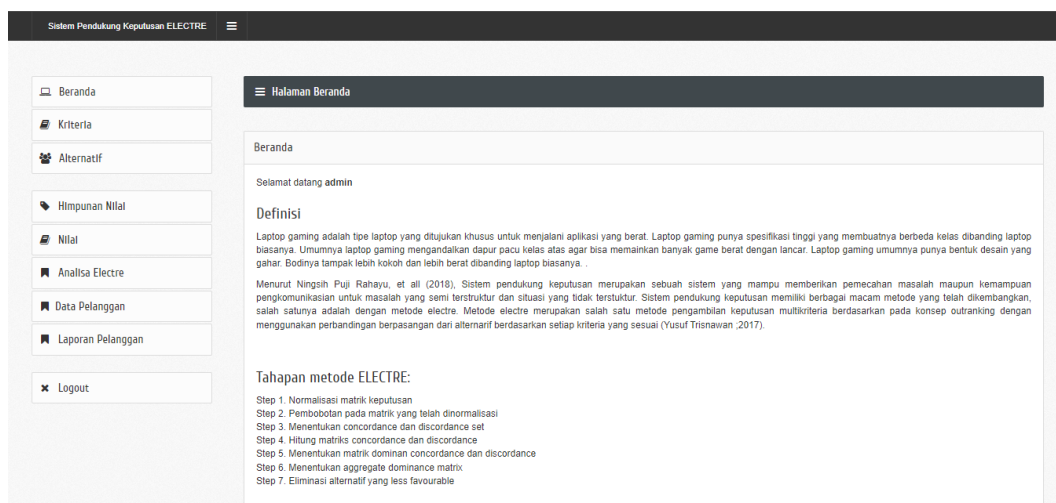 Sistem Pendukung Keputusan ELECTRE
Beranda
Kriteria
Alternatif
Himpunan Nilai
Nilai
Analisa Electre
Data Pelanggan
Laporan Pelanggan
Logout
Halaman Beranda
Beranda
Selamat datang admin
Definisi
Laptop gaming adalah tipe laptop yang ditujukan khusus untuk menjalani aplikasi yang berat. Laptop gaming punya spesifikasi tinggi yang membuatnya berbeda kelas dibanding laptop
biasanya. Umumnya laptop gaming mengandalkan dapur pacu kelas atas agar bisa memainkan banyak game berat dengan lancar. Laptop gaming umumnya punya bentuk desain yang
gahar. Bodinya tampak lebih kokoh dan lebih berat dibanding laptop biasanya. .
Menurut Ningsih Puji Rahayu, et all (2018), Sistem pendukung keputusan merupakan sebuah sistem yang mampu memberikan pemecahan masalah maupun kemampuan
pengkomunikasian untuk masalah yang semi terstruktur dan situasi yang tidak terstuktur. Sistem pendukung keputusan memiliki berbagai macam metode yang telah dikembangkan,
salah satunya adalah dengan metode electre. Metode electre merupakan salah satu metode pengambilan keputusan multikriteria berdasarkan pada konsep outranking dengan
menggunakan perbandingan berpasangan dari alternarif berdasarkan setiap kriteria yang sesuai (Yusuf Trisnawan ;2017).
Tahapan metode ELECTRE:
Step 1. Normalisasi matrik keputusan
Step 2. Pembobotan pada matrik yang telah dinormalisasi
Step 3. Menentukan concordance dan discordance set
Step 4. Hitung matriks concordance dan discordance
Step 5. Menentukan matrik dominan concordance dan discordance
Step 6. Menentukan aggregate dominance matrix
Step 7. Eliminasi alternatif yang less favourable